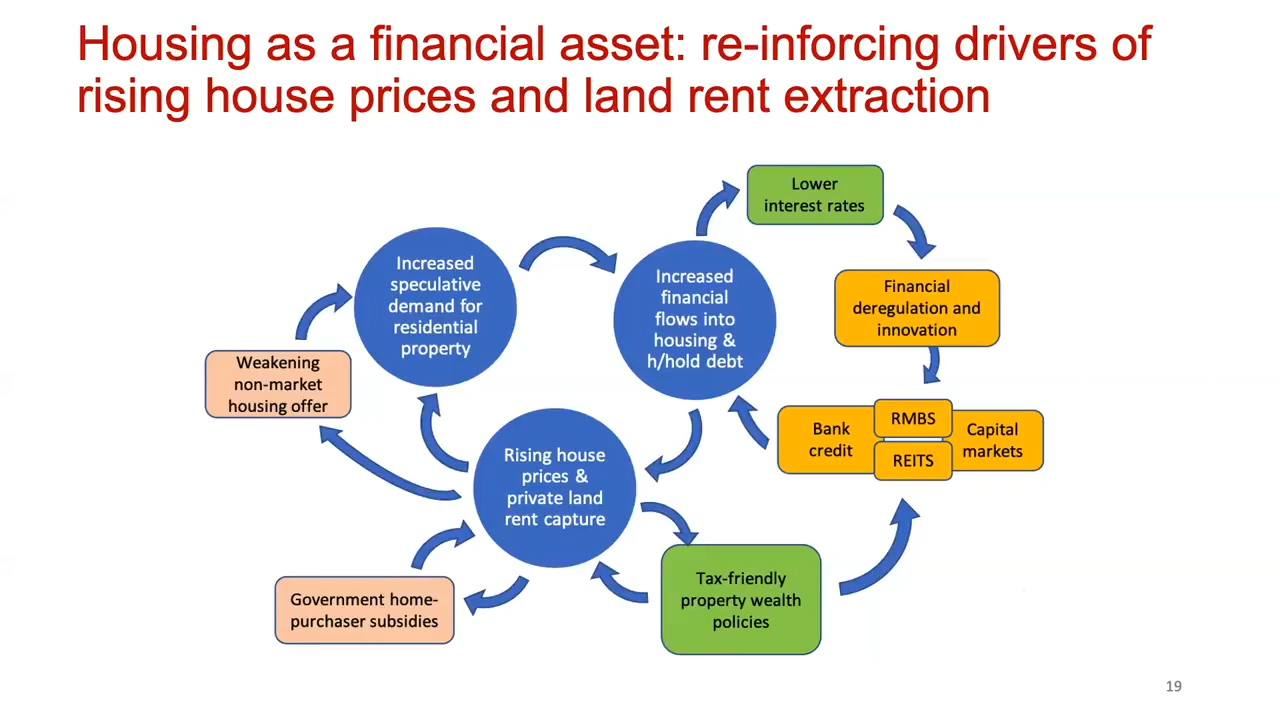 Housing as a financial asset: re-inforcing drivers of
rising house prices and land rent extraction
Lower
interest rates
Increased
speculative
demand for
residential
property
Increased
financial
flows into
housing &
h/hold debt
Financial
deregulation and
innovation
Weakening
non-market
housing offer
Bank
credit
RMBS
REITS
Capital
markets
Rising house
prices &
private land
rent capture
Government home-
purchaser subsidies
Tax-friendly
property wealth
policies
19